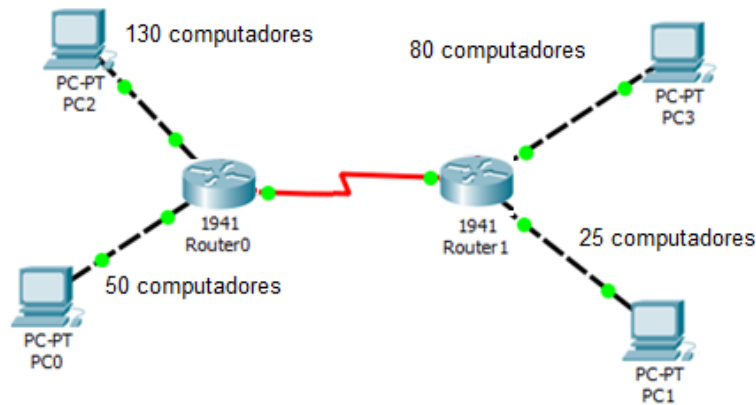 130 computadores
PC-PT
PC2
80 computadores
PC-PT
PC3
1941
Router0
1941
Router1
50 computadores
25 computadores
PC-PT
PC0
PC-PT
PC1